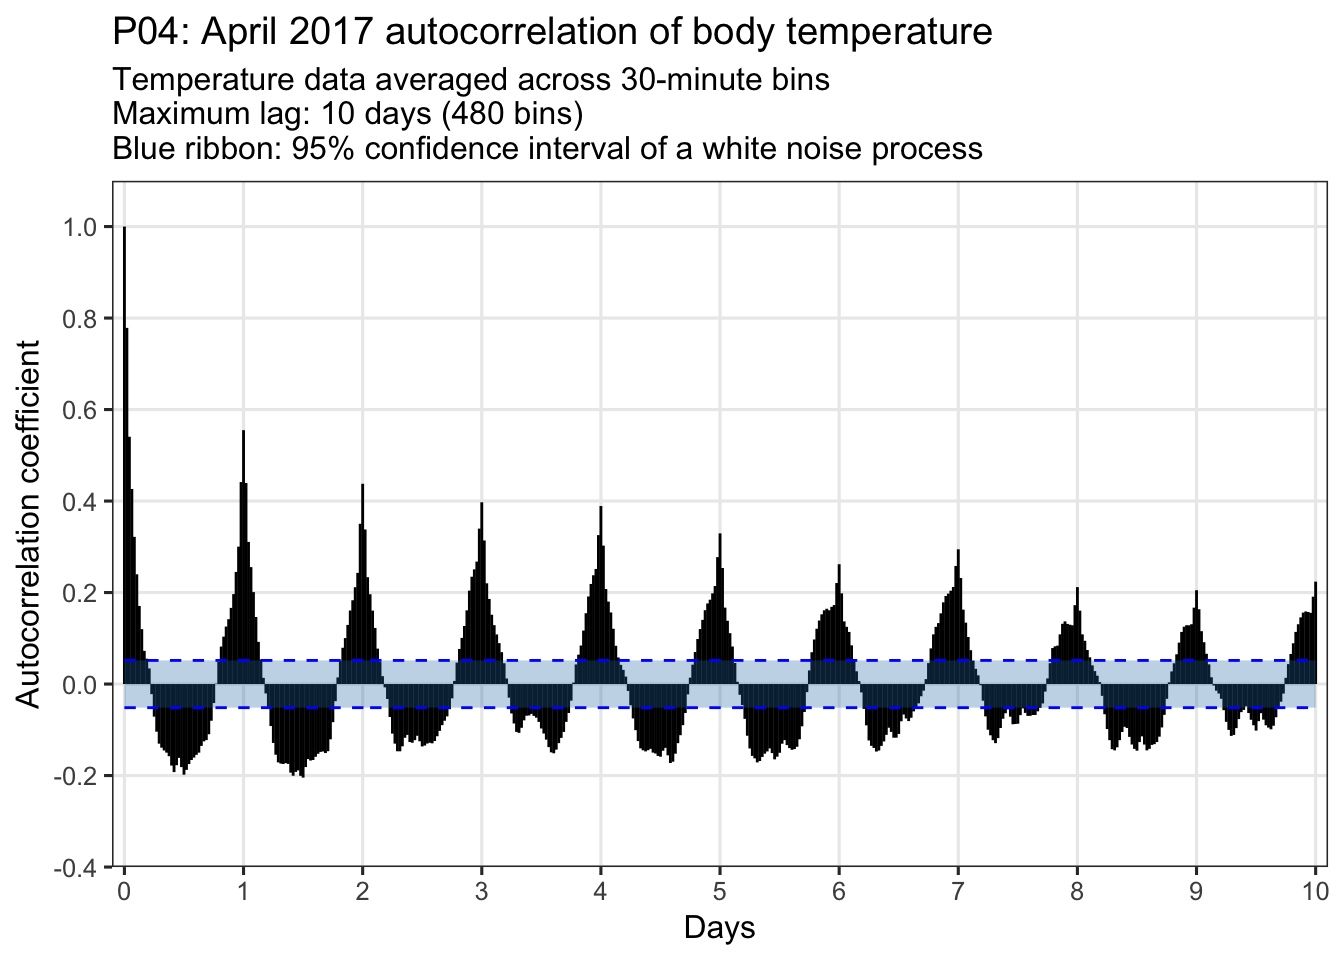 P04: April 2017 autocorrelation of body temperature
Temperature data averaged across 30-minute bins
Maximum lag: 10 days (480 bins)
Blue ribbon: 95% confidence interval of a white noise process
Autocorrelation coefficient
1.0
0.8
0.6
0.4
0.2
0.0
-0.2
-0.4
0 1 2 3 4 5 6 7 8 9 10
Days